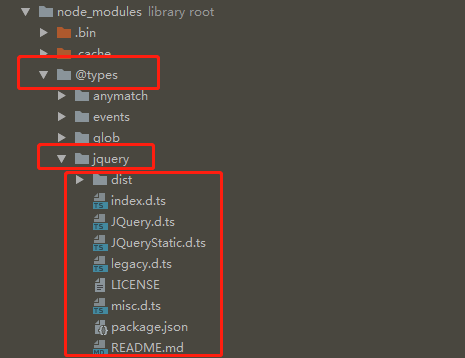 node_modules library root
.bin
.cache
@types
anymatch
events
glob
jquery
dist
index.d.ts
JQuery.d.ts
JQueryStatic.d.ts
legacy.d.ts
LICENSE
misc.d.ts
package.json
README.md